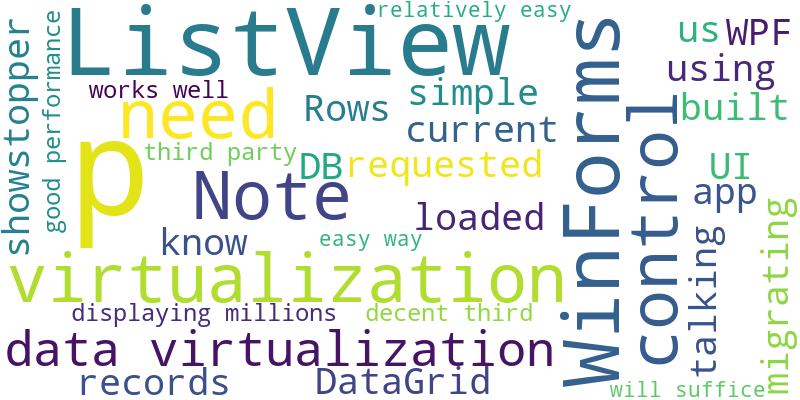 relatively easy
ListView
showstopper
good performance
works well
need
Rows
simple
current
us
WPF
using
built
p
third party
DB
requested
UI
Note
loaded
app
know
easy way
virtualization
WinForms
control
talking
migrating
displaying millions
decent third
data virtualization
records
DataGrid
will suffice